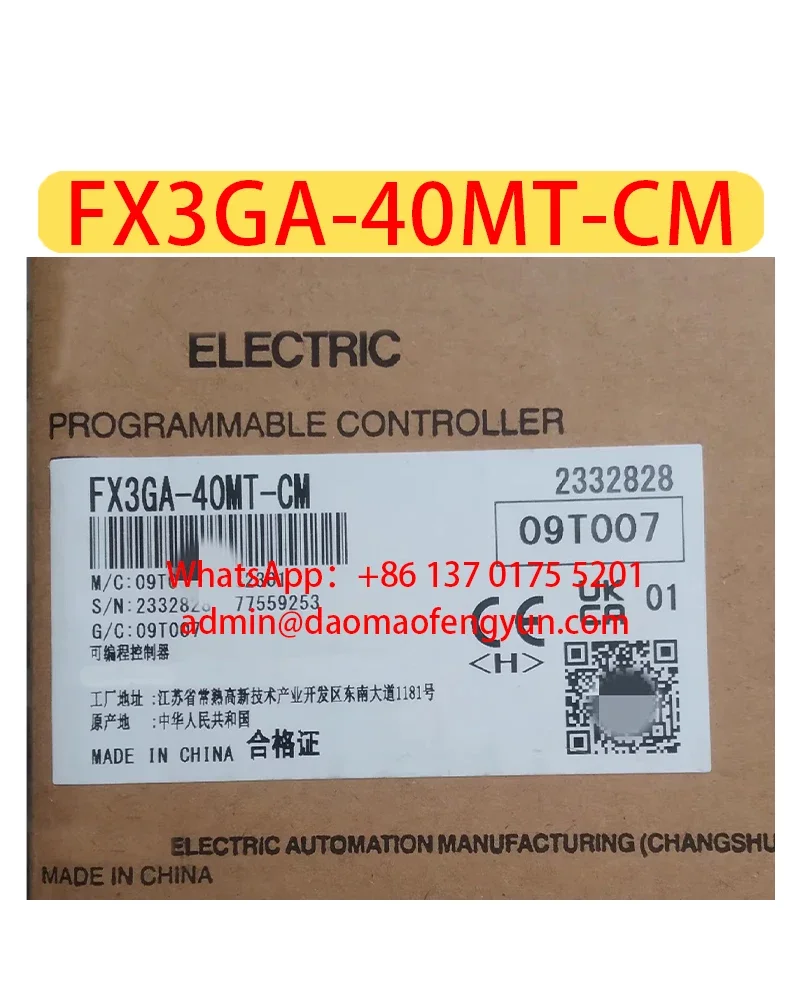 FX3GA-40MT-CM
ELECTRIC
PROGRAMMABLE CONTROLLER
FX3GA-40MT-CM
2332828
09T007
M/C:09T0 2301
WhatsApp：+86 137 0175 5201
S/N:233282 77559253
G/C:09T007
admin@daomaofengyun.com
CE
UK
CA
01
<H>
可编程控制器
工厂地址 :江苏省常熟高新技术产业开发区东南大道1181号
原产地 :中华人民共和国
MADE IN CHINA 合格证
ELECTRIC AUTOMATION MANUFACTURING (CHANGSHU
MADE IN CHINA